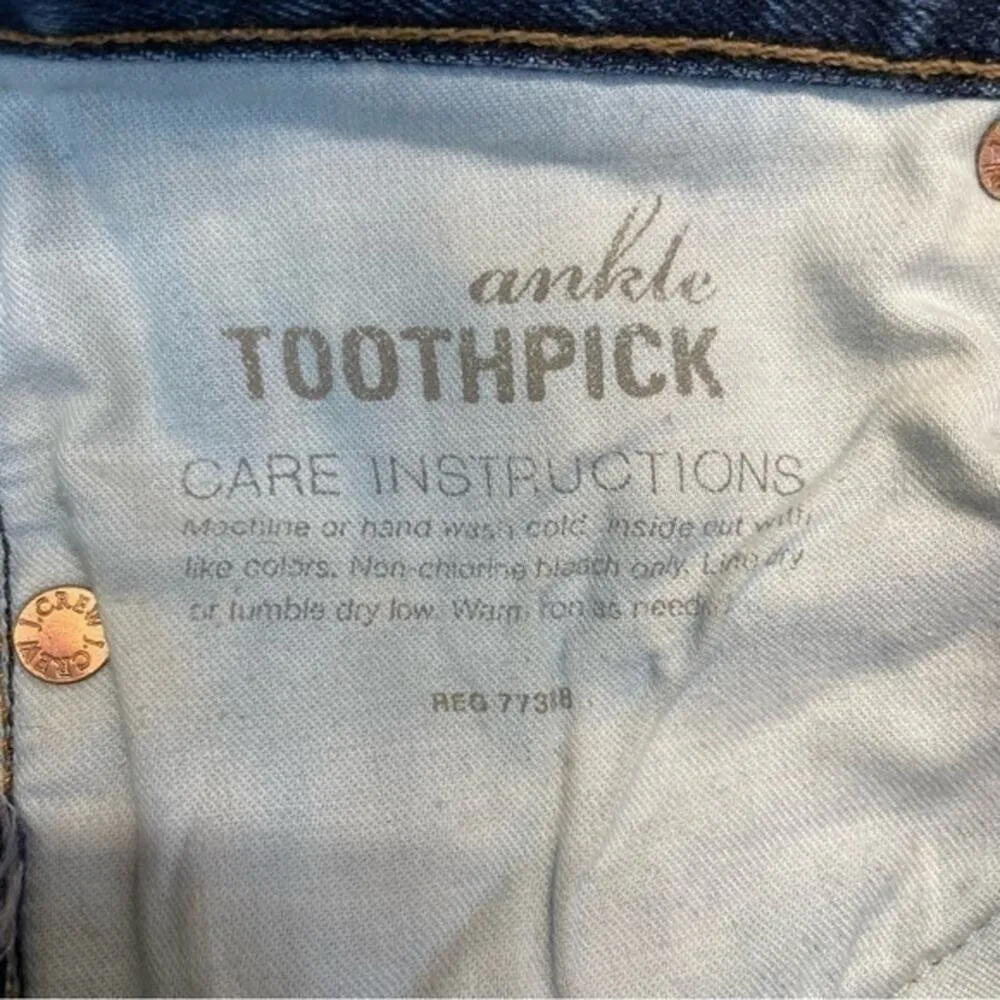 ankle
TOOTHPICK
CARE INSTRUCTIONS
Machine or hand wash cold inside out with
like colors. Non-chlorine bleach only. Line dry
or tumble dry low. Warm iron as needed.
REG
J.CREW J.CREW